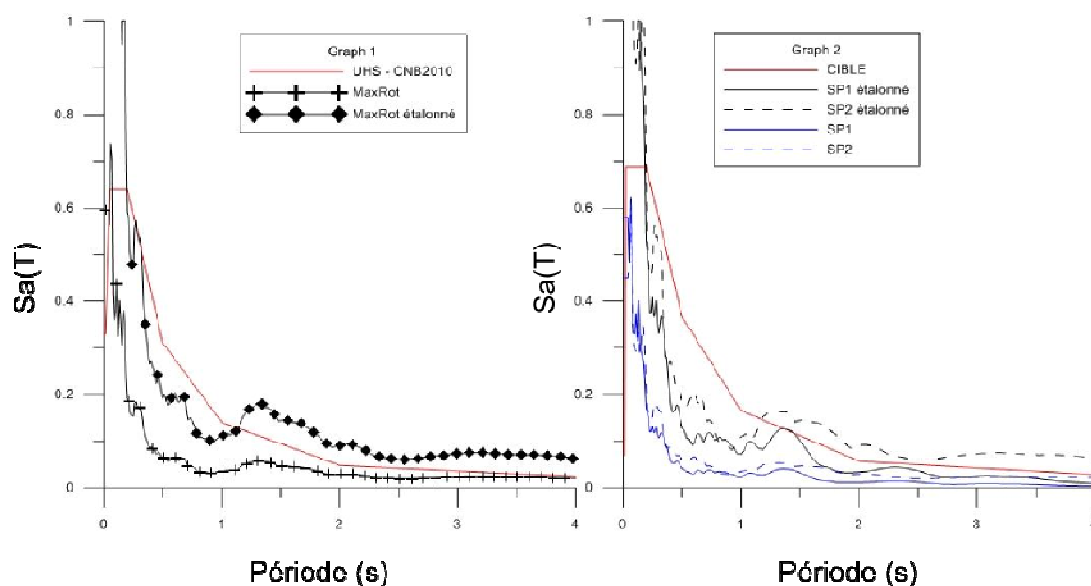 Graph 1
UHS - CNB2010
MaxRot
MaxRot étalonné
1
0.8
0.6
0.4
0.2
0
0
1
2
3
4
Sa(T)
Période (s)
Graph 2
CIBLE
SP1 étalonné
SP2 étalonné
SP1
SP2
1
0.8
0.6
0.4
0.2
0
0
1
2
3
4
Sa(T)
Période (s)